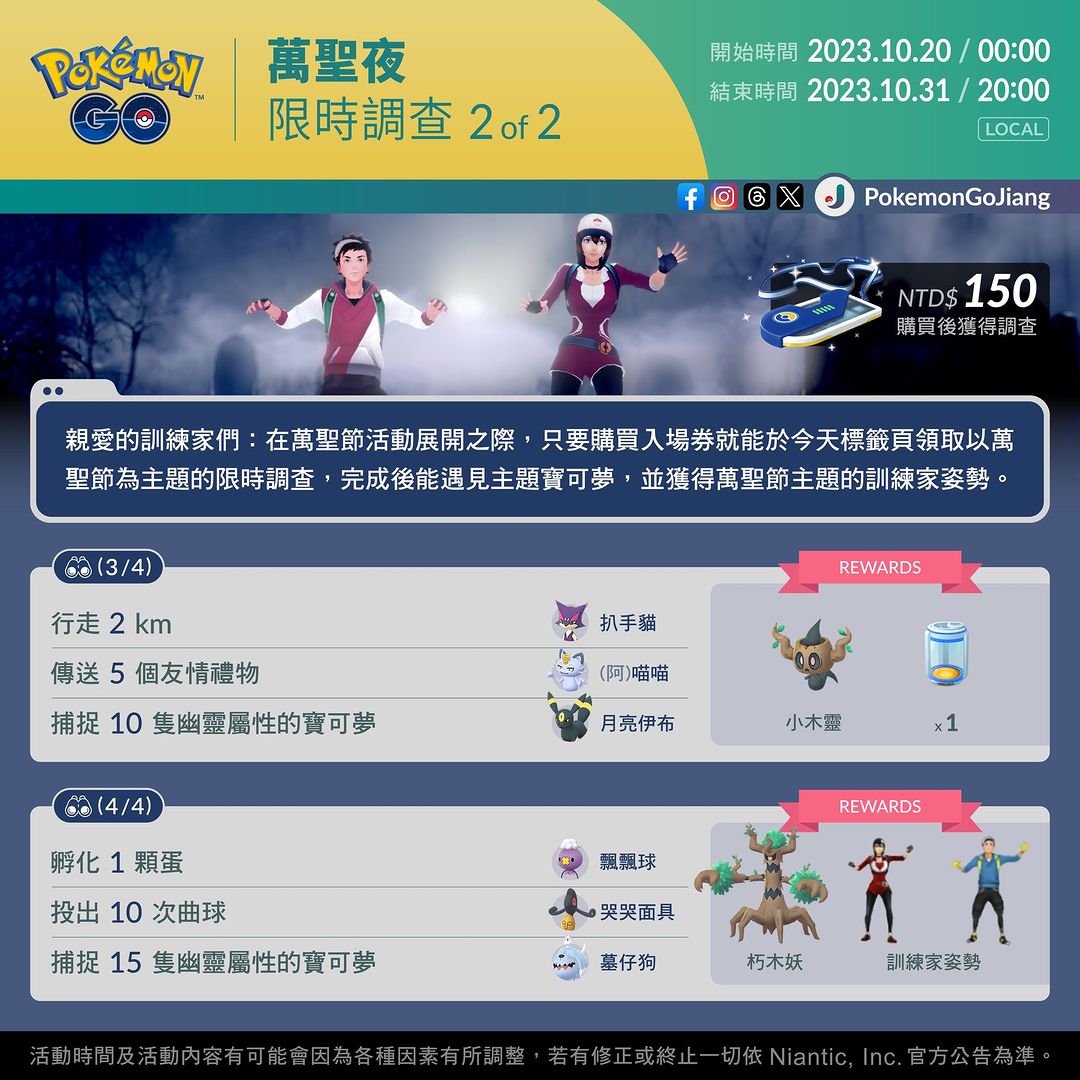 POKÉMON GO™
萬聖夜
限時調查 2 of 2
開始時間 2023.10.20 / 00:00
結束時間 2023.10.31 / 20:00
LOCAL
PokemonGoJiang
NTD$ 150
購買後獲得調查
親愛的訓練家們：在萬聖節活動展開之際，只要購買入場券就能於今天標籤頁領取以萬
聖節為主題的限時調查，完成後能遇見主題寶可夢，並獲得萬聖節主題的訓練家姿勢。
(3/4)
REWARDS
行走 2 km 扒手貓
傳送 5 個友情禮物 (阿)喵喵
捕捉 10 隻幽靈屬性的寶可夢 月亮伊布
小木靈 x 1
(4/4)
REWARDS
孵化 1 顆蛋 飄飄球
投出 10 次曲球 哭哭面具
捕捉 15 隻幽靈屬性的寶可夢 墓仔狗
朽木妖 訓練家姿勢
活動時間及活動內容有可能會因為各種因素有所調整，若有修正或終止一切依 Niantic, Inc. 官方公告為準。